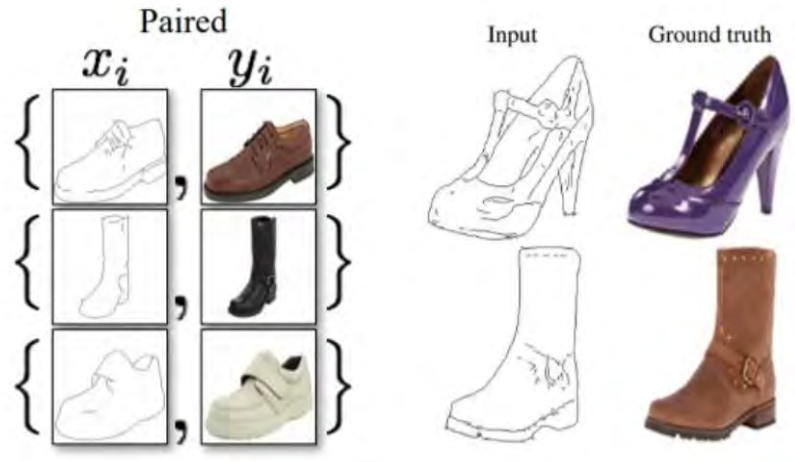 Paired
x_i y_i
{ , }
{ , }
{ , }
Input Ground truth